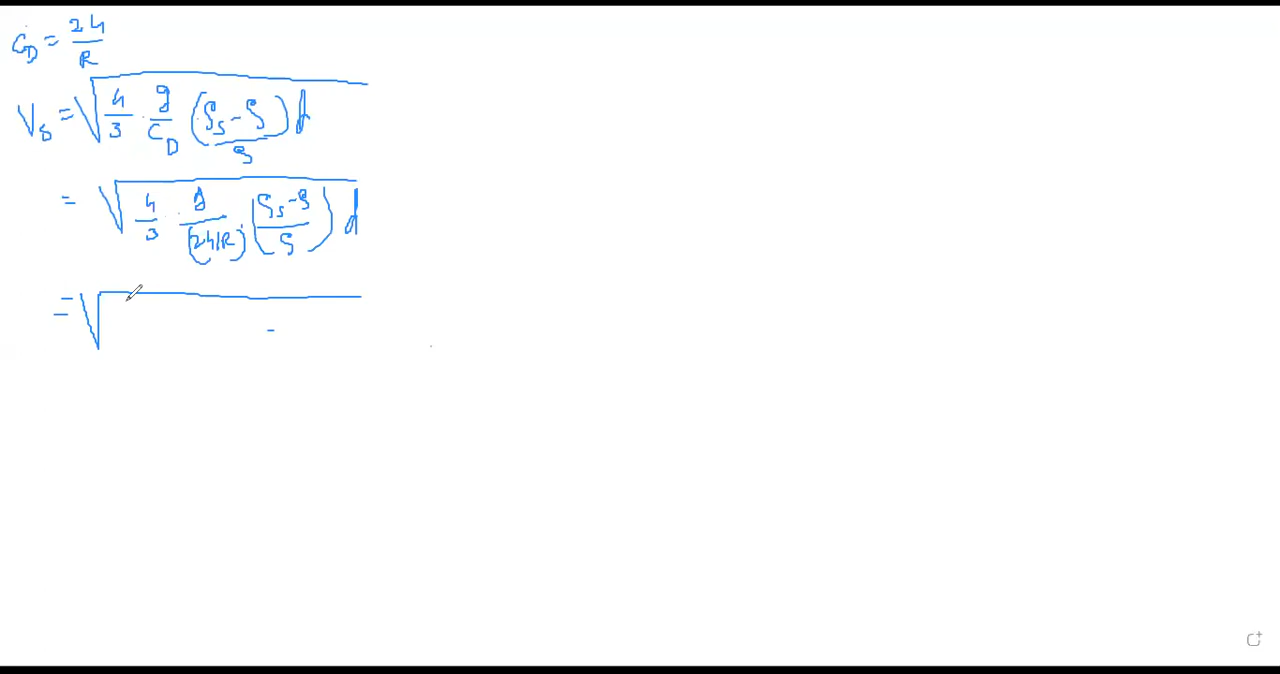 C_D = 24/R
V_s = √(4/3 · g/C_D (ρ_s - ρ)/ρ d)
= √(4/3 · g/(24/R) · (ρ_s - ρ/ρ) d)
= √ -